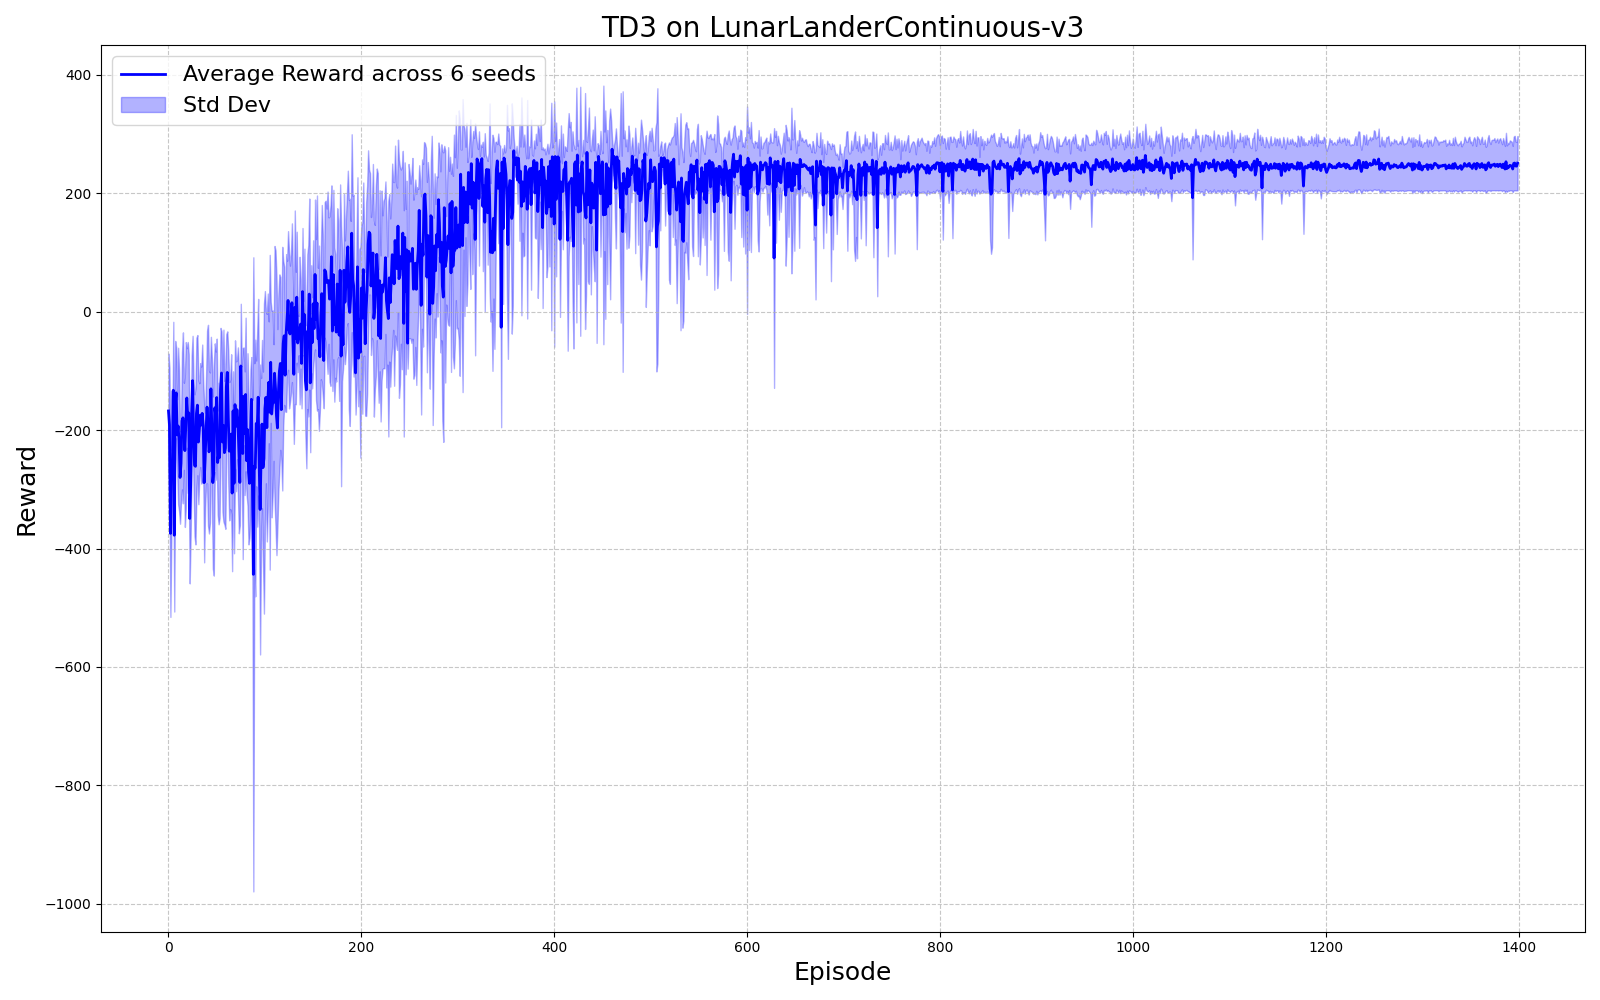 TD3 on LunarLanderContinuous-v3
Average Reward across 6 seeds
Std Dev
400
200
0
−200
−400
−600
−800
−1000
Reward
0 200 400 600 800 1000 1200 1400
Episode